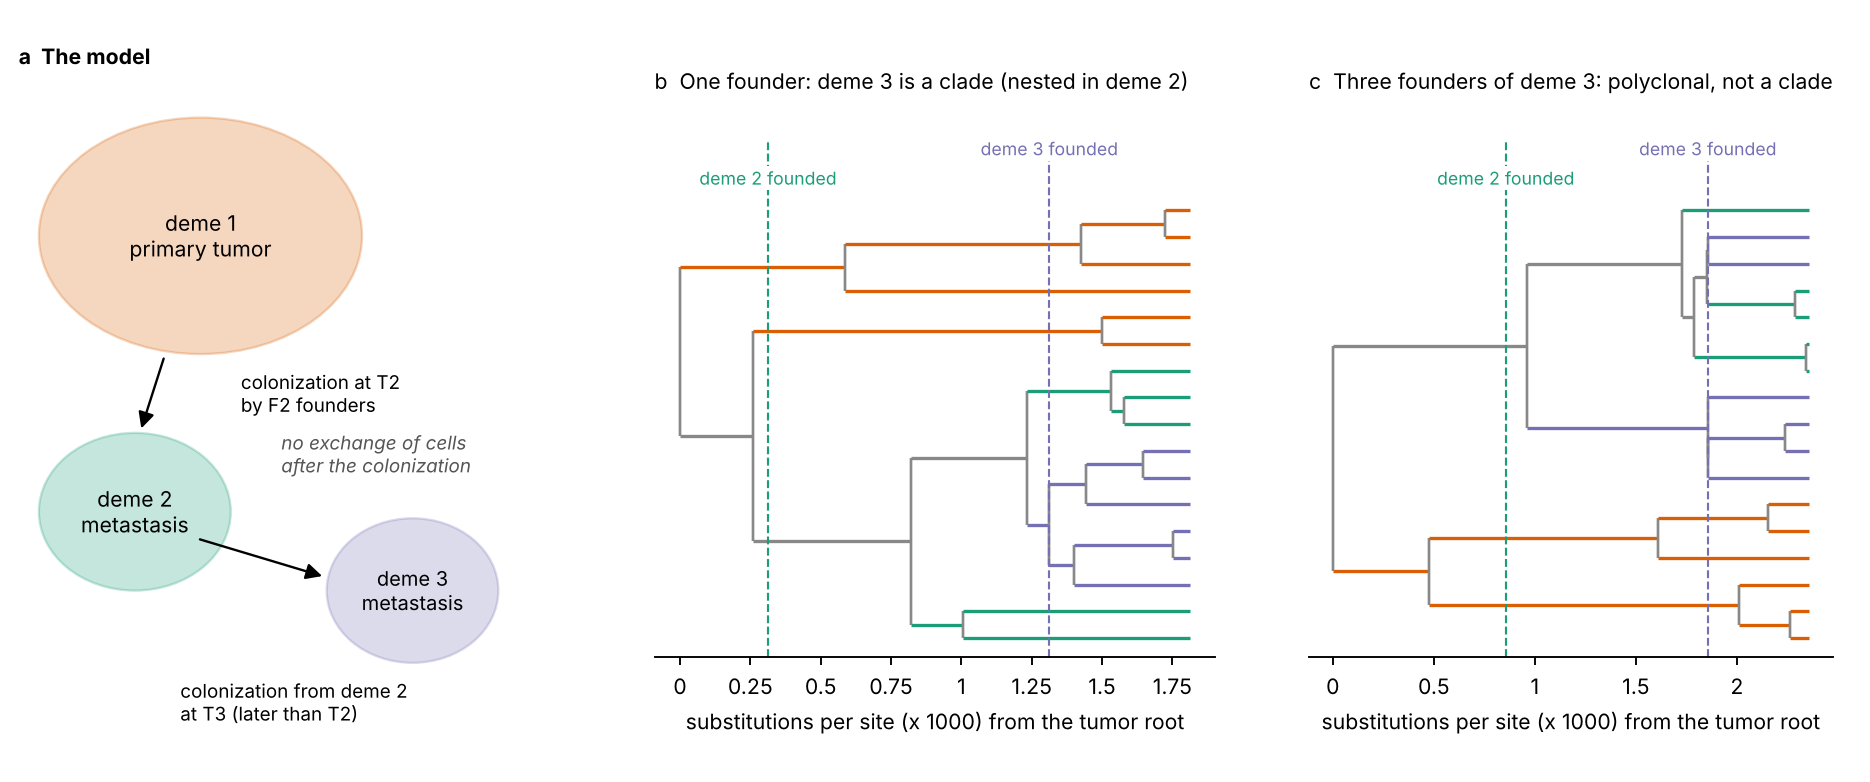 a The model
deme 1
primary tumor
colonization at T2
by F2 founders
no exchange of cells
after the colonization
deme 2
metastasis
deme 3
metastasis
colonization from deme 2
at T3 (later than T2)
b One founder: deme 3 is a clade (nested in deme 2)
deme 3 founded
deme 2 founded
0 0.25 0.5 0.75 1 1.25 1.5 1.75
substitutions per site (x 1000) from the tumor root
c Three founders of deme 3: polyclonal, not a clade
deme 3 founded
deme 2 founded
0 0.5 1 1.5 2
substitutions per site (x 1000) from the tumor root